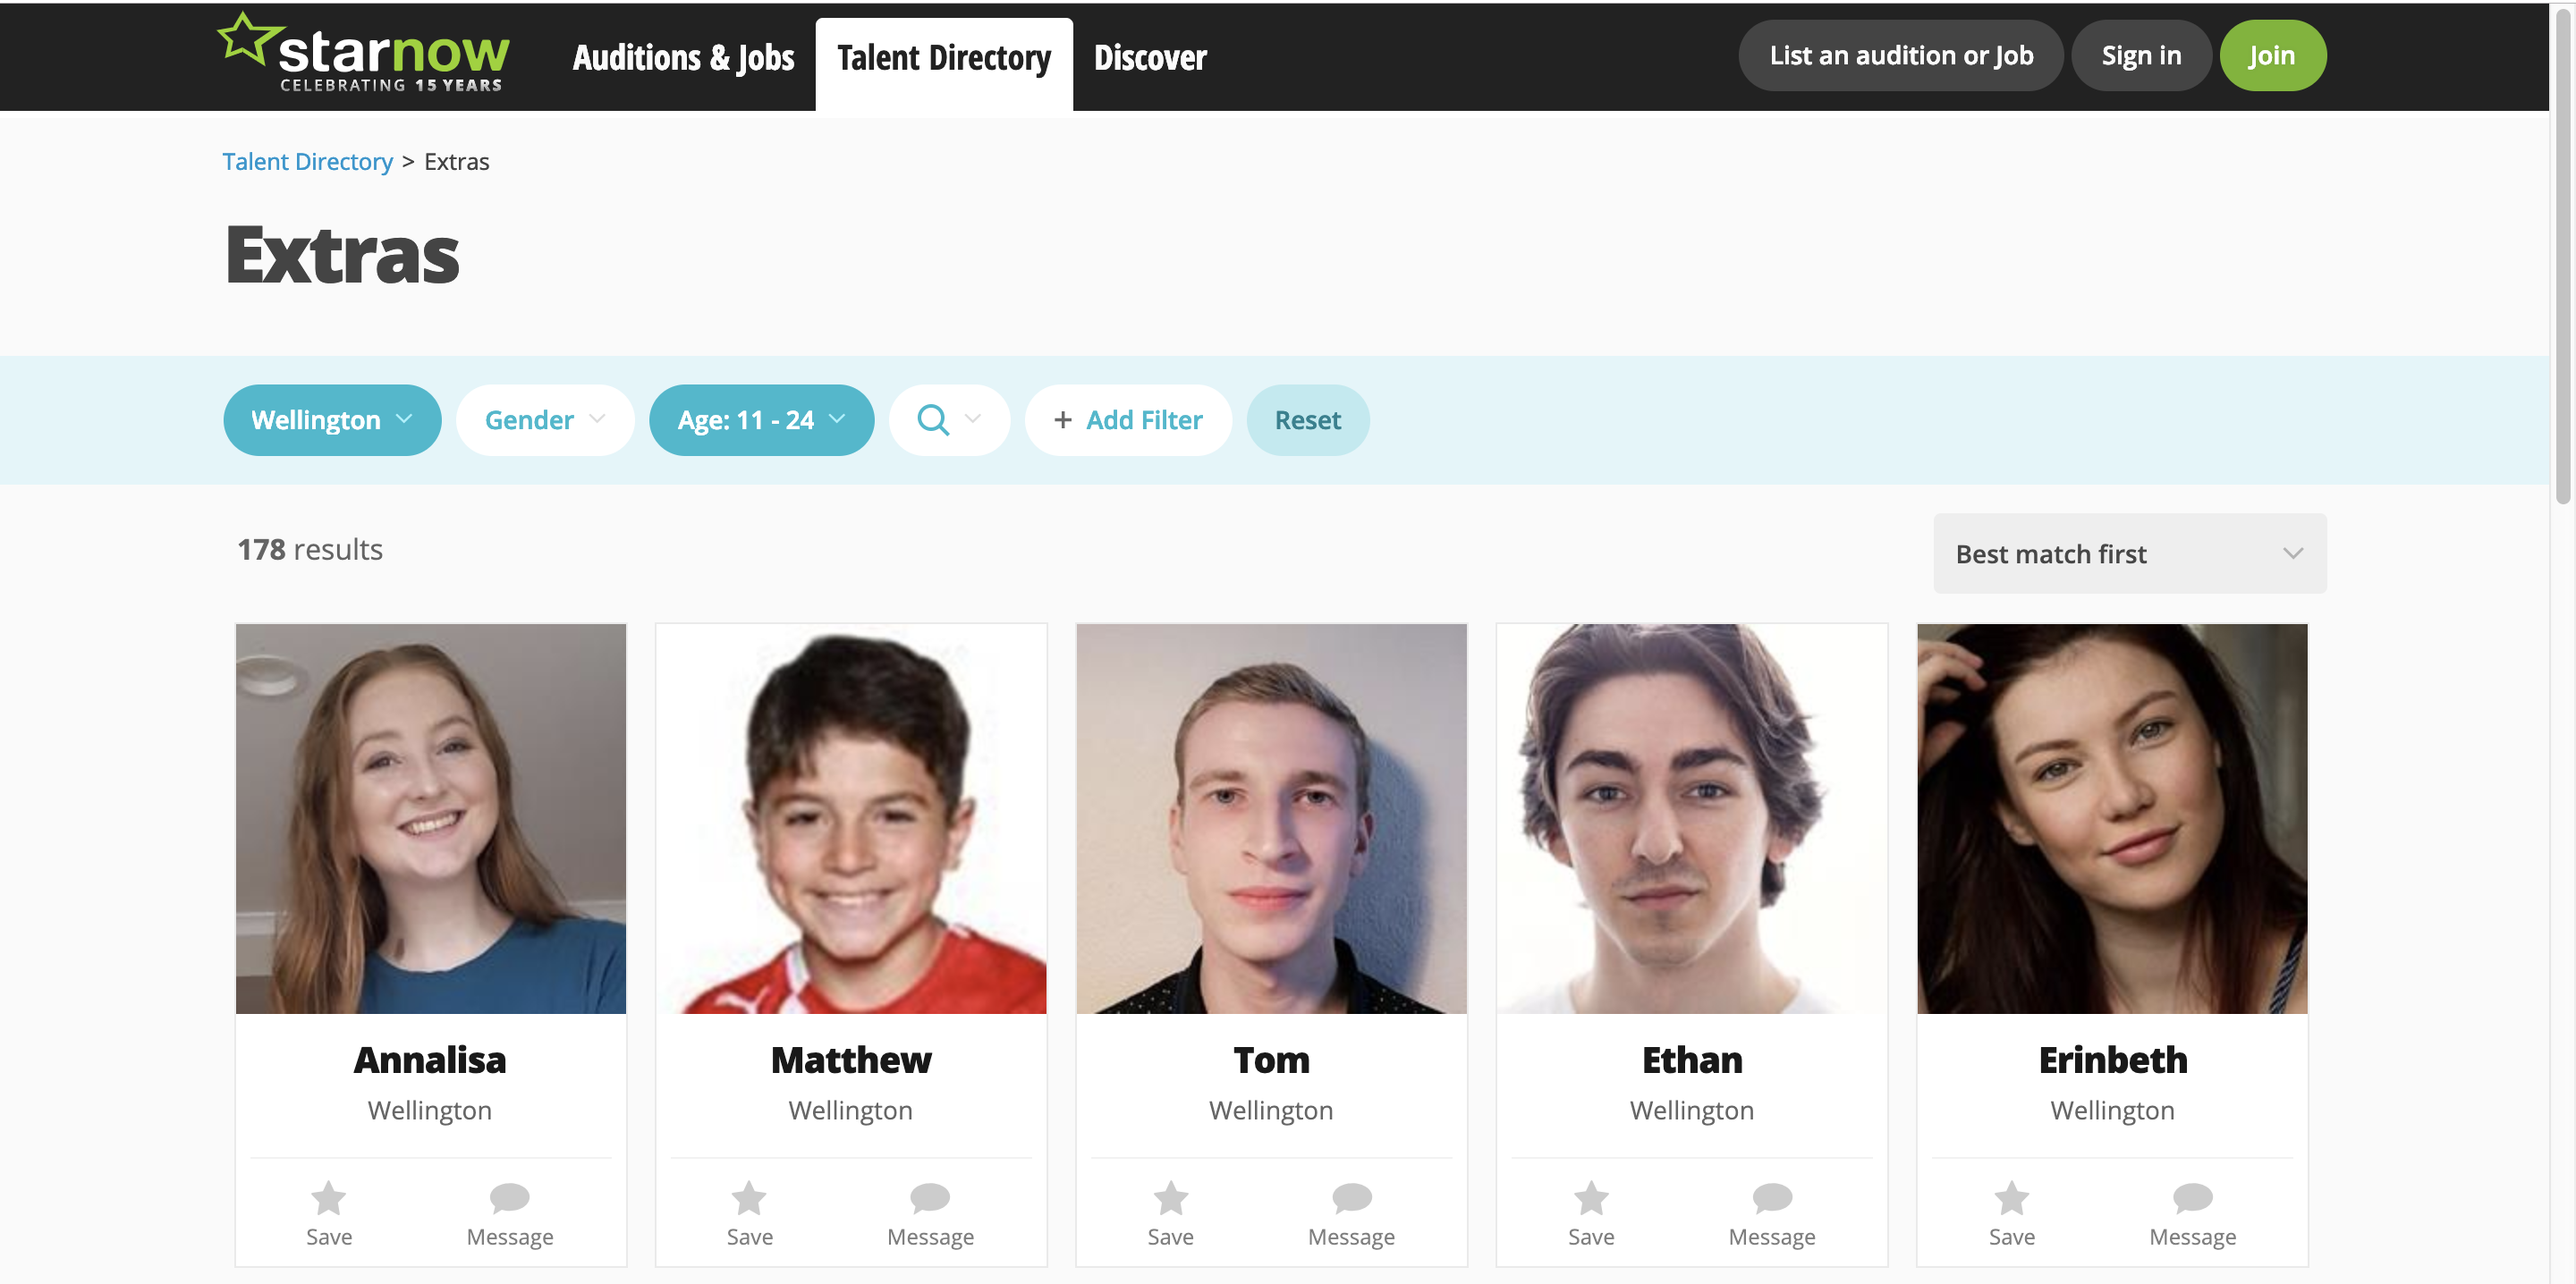 starnow
CELEBRATING 15 YEARS
Auditions & Jobs
Talent Directory
Discover
List an audition or Job
Sign in
Join
Talent Directory > Extras
Extras
Wellington
Gender
Age: 11 - 24
+ Add Filter
Reset
178 results
Best match first
Annalisa
Wellington
Save
Message
Matthew
Wellington
Save
Message
Tom
Wellington
Save
Message
Ethan
Wellington
Save
Message
Erinbeth
Wellington
Save
Message